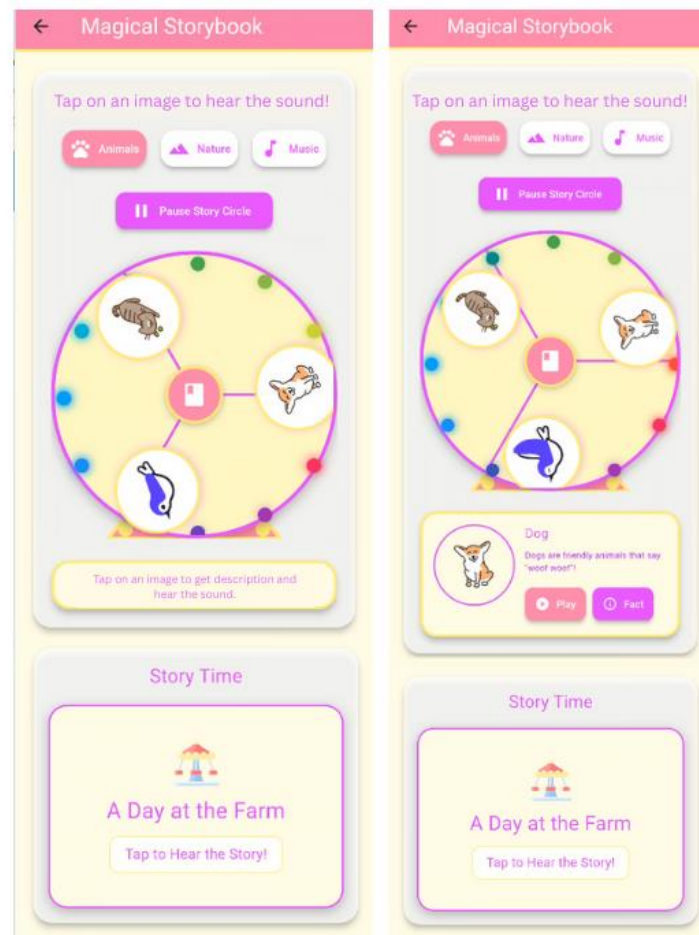 Magical Storybook
Tap on an image to hear the sound!
Animals
Nature
Music
Pause Story Circle
Tap on an image to get description and
hear the sound.
Story Time
A Day at the Farm
Tap to Hear the Story!
Magical Storybook
Tap on an image to hear the sound!
Animals
Nature
Music
Pause Story Circle
Dog
Dogs are friendly animals that say
"woof woof"!
Play
Fact
Story Time
A Day at the Farm
Tap to Hear the Story!